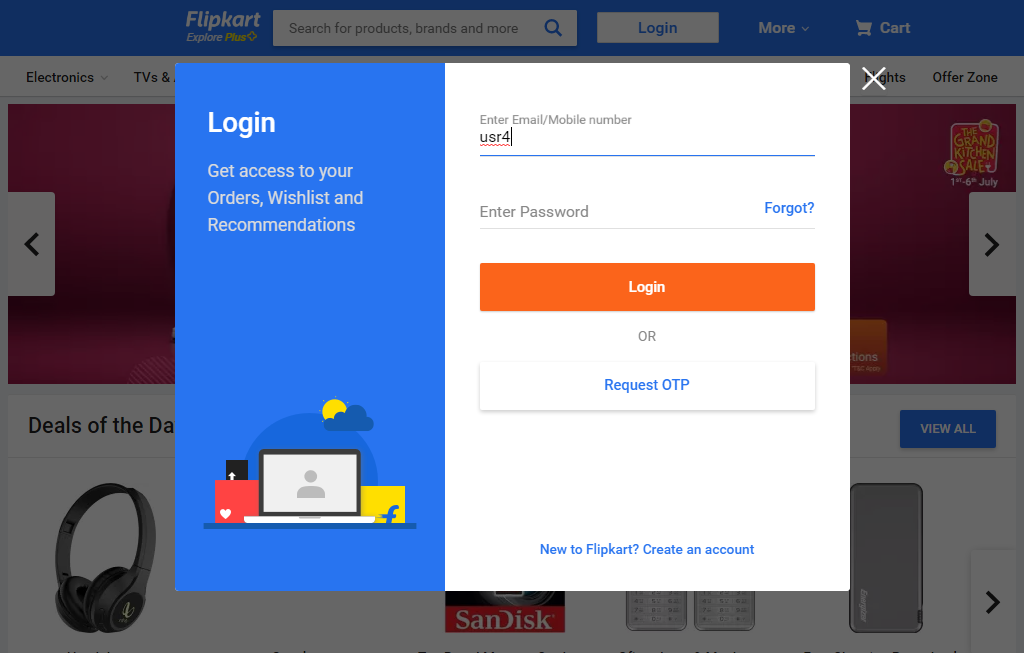 Flipkart
Explore Plus
Search for products, brands and more
Login
More
Cart
Electronics
TVs &
Flights
Offer Zone
Login
Get access to your
Orders, Wishlist and
Recommendations
Enter Email/Mobile number
usr4
Enter Password
Forgot?
Login
OR
Request OTP
New to Flipkart? Create an account
THE
GRAND
KITCHEN
SALE
1st-6th July
Deals of the Da
VIEW ALL
SanDisk
Energizer